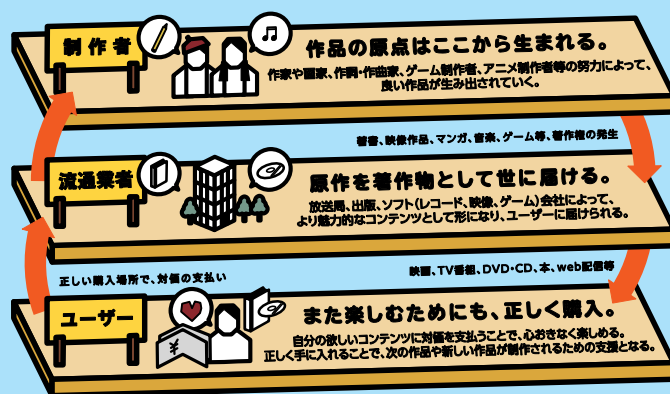 制作者
作品の原点はここから生まれる。
作家や画家、作詞・作曲家、ゲーム制作者、アニメ制作者等の努力によって、
良い作品が生み出されていく。
著書、映像作品、マンガ、音楽、ゲーム等、著作権の発生
流通業者
原作を著作物として世に届ける。
放送局、出版、ソフト(レコード、映像、ゲーム)会社によって、
より魅力的なコンテンツとして形になり、ユーザーに届けられる。
正しい購入場所で、対価の支払い
映画、TV番組、DVD・CD、本、web配信等
ユーザー
¥
また楽しむためにも、正しく購入。
自分の欲しいコンテンツに対価を支払うことで、心おきなく楽しめる。
正しく手に入れることで、次の作品や新しい作品が制作されるための支援となる。